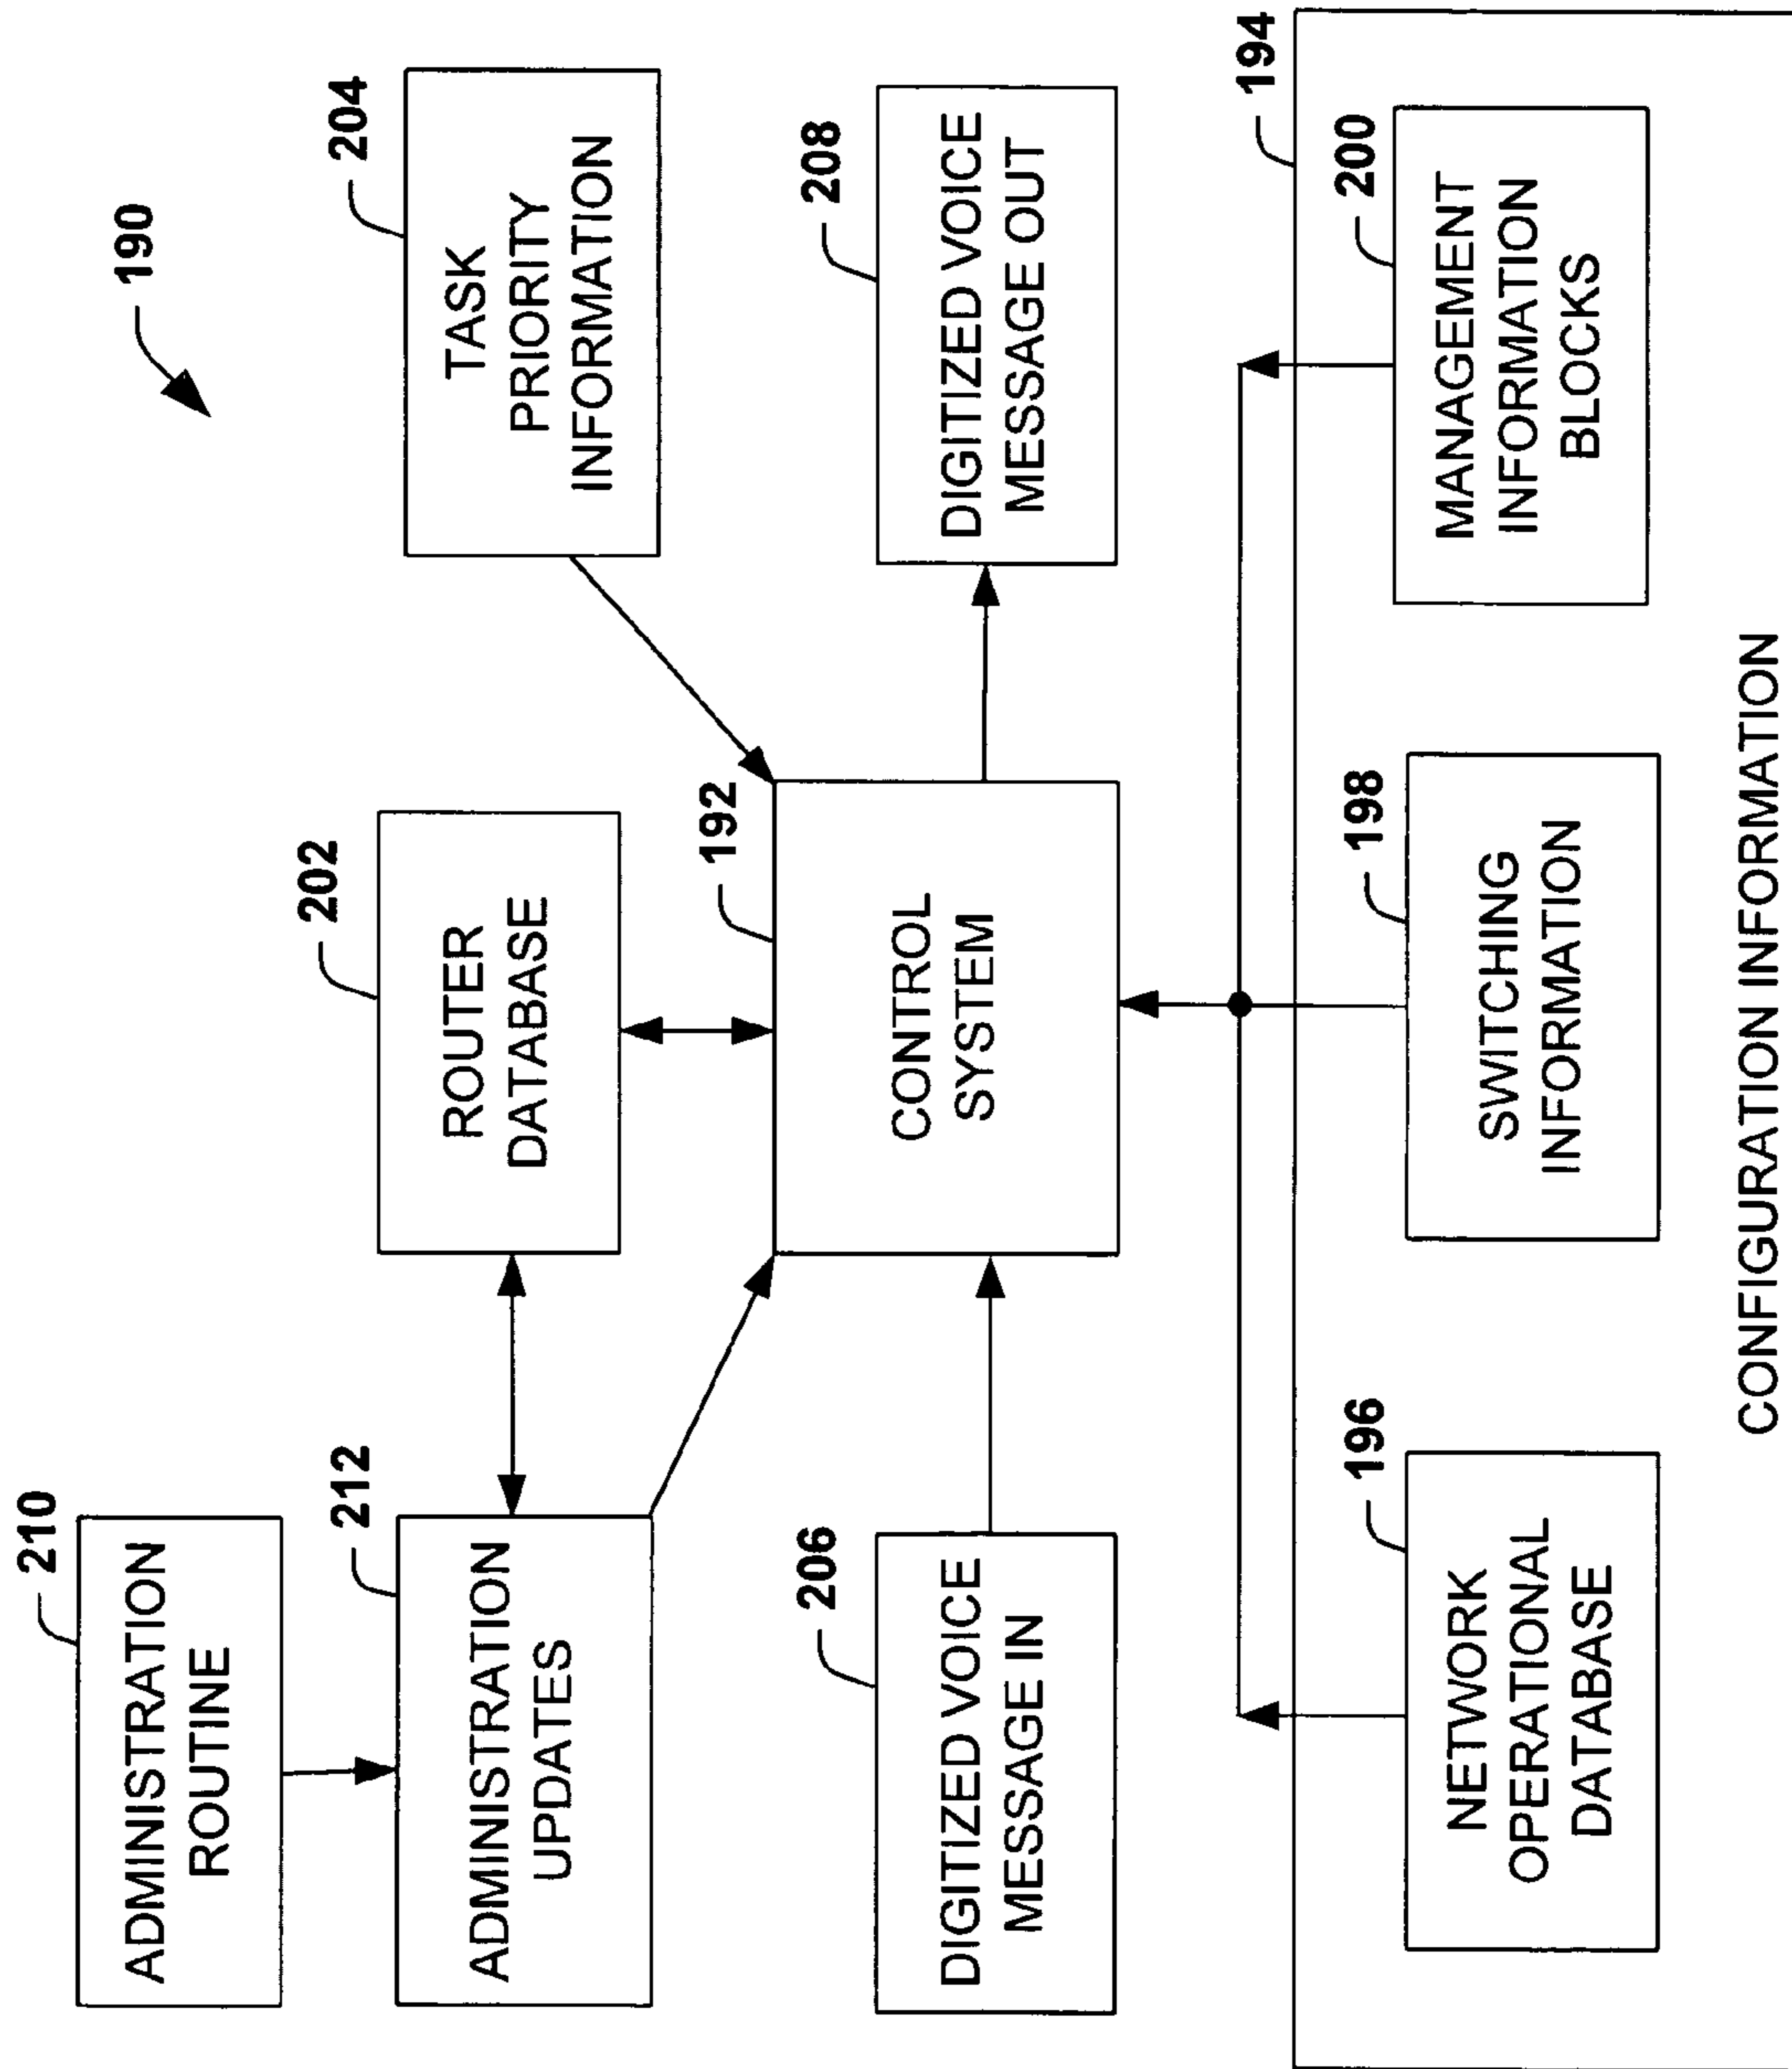 190
210
ADMINISTRATION
ROUTINE
212
ADMINISTRATION
UPDATES
202
ROUTER
DATABASE
204
TASK
PRIORITY
INFORMATION
206
DIGITIZED VOICE
MESSAGE IN
192
CONTROL
SYSTEM
208
DIGITIZED VOICE
MESSAGE OUT
194
196
NETWORK
OPERATIONAL
DATABASE
198
SWITCHING
INFORMATION
200
MANAGEMENT
INFORMATION
BLOCKS
CONFIGURATION INFORMATION